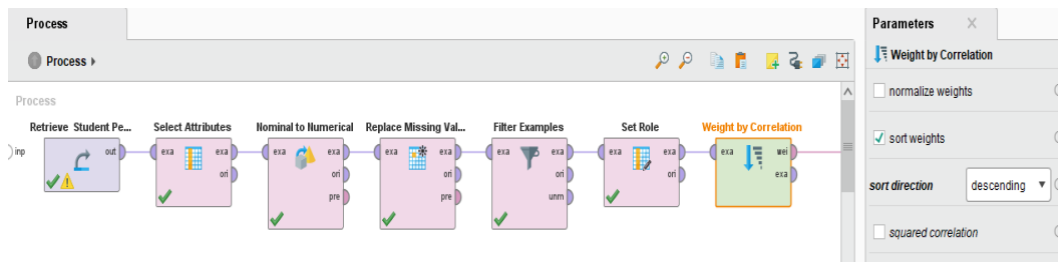 Process
Process
Process
Retrieve Student Pe...
Select Attributes
Nominal to Numerical
Replace Missing Val...
Filter Examples
Set Role
Weight by Correlation
inp
out
exa
exa
ori
exa
exa
ori
pre
exa
exa
ori
pre
exa
exa
ori
unm
exa
exa
ori
exa
wei
exa
Parameters
Weight by Correlation
normalize weights
sort weights
sort direction
descending
squared correlation